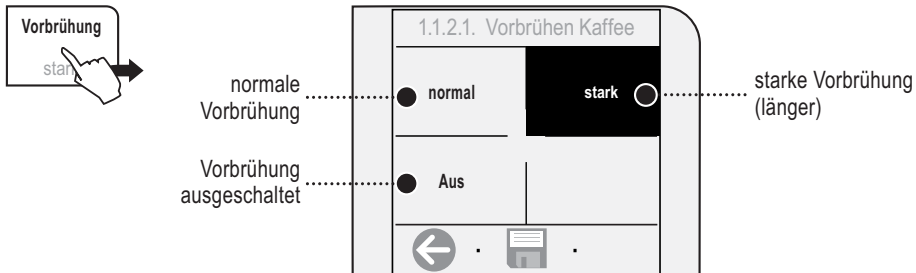 Vorbrühung
stark
1.1.2.1. Vorbrühen Kaffee
normale
Vorbrühung
normal
stark
starke Vorbrühung
(länger)
Vorbrühung
ausgeschaltet
Aus